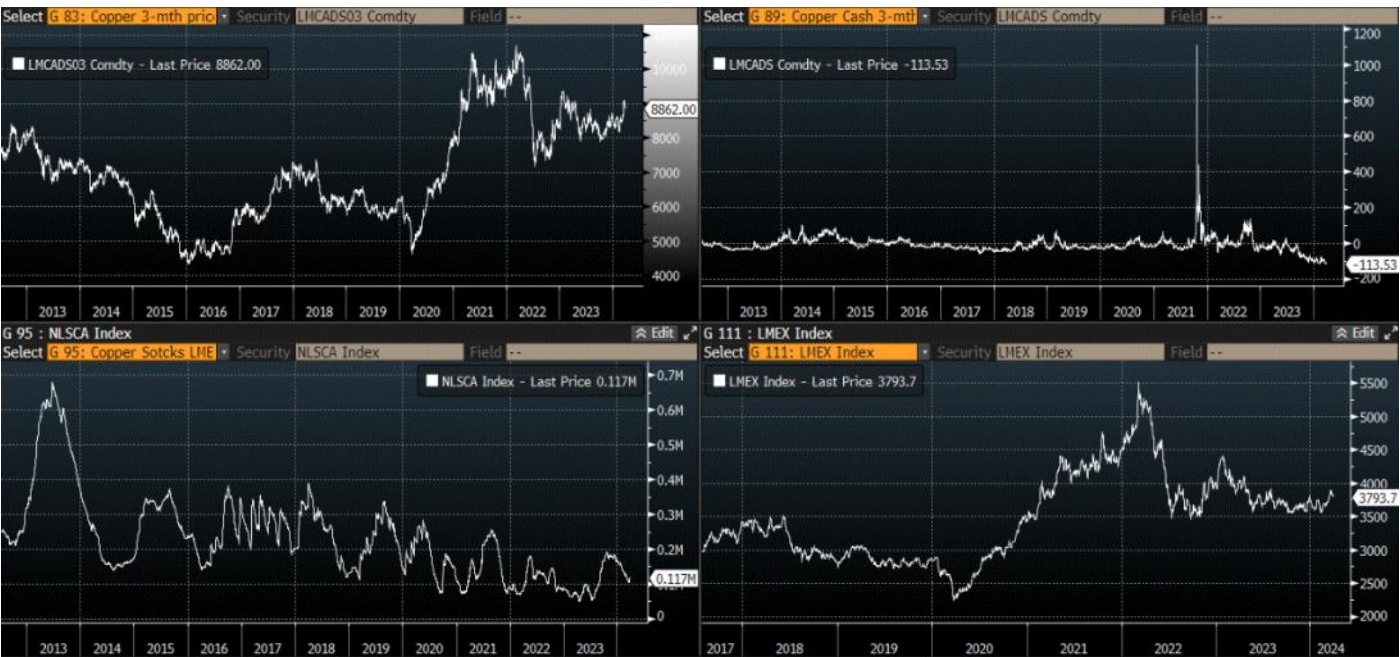 Select G 83: Copper 3-mth pric Security LMCADS03 Comdty Field --
LMCADS03 Comdty - Last Price 8862.00
11000
10000
8862.00
8000
7000
6000
5000
4000
2013 2014 2015 2016 2017 2018 2019 2020 2021 2022 2023
Select G 89: Copper Cash 3-mth Security LMCADS Comdty Field --
LMCADS Comdty - Last Price -113.53
1200
1000
800
600
400
200
0
-113.53
-200
2013 2014 2015 2016 2017 2018 2019 2020 2021 2022 2023
G 95 : NLSCA Index Edit
Select G 95: Copper Sotcks LME Security NLSCA Index Field --
NLSCA Index - Last Price 0.117M
0.7M
0.6M
0.5M
0.4M
0.3M
0.2M
0.117M
0
2013 2014 2015 2016 2017 2018 2019 2020 2021 2022 2023
G 111 : LMEX Index Edit
Select G 111: LMEX Index Security LMEX Index Field --
LMEX Index - Last Price 3793.7
5500
5000
4500
4000
3793.7
3500
3000
2500
2000
2017 2018 2019 2020 2021 2022 2023 2024